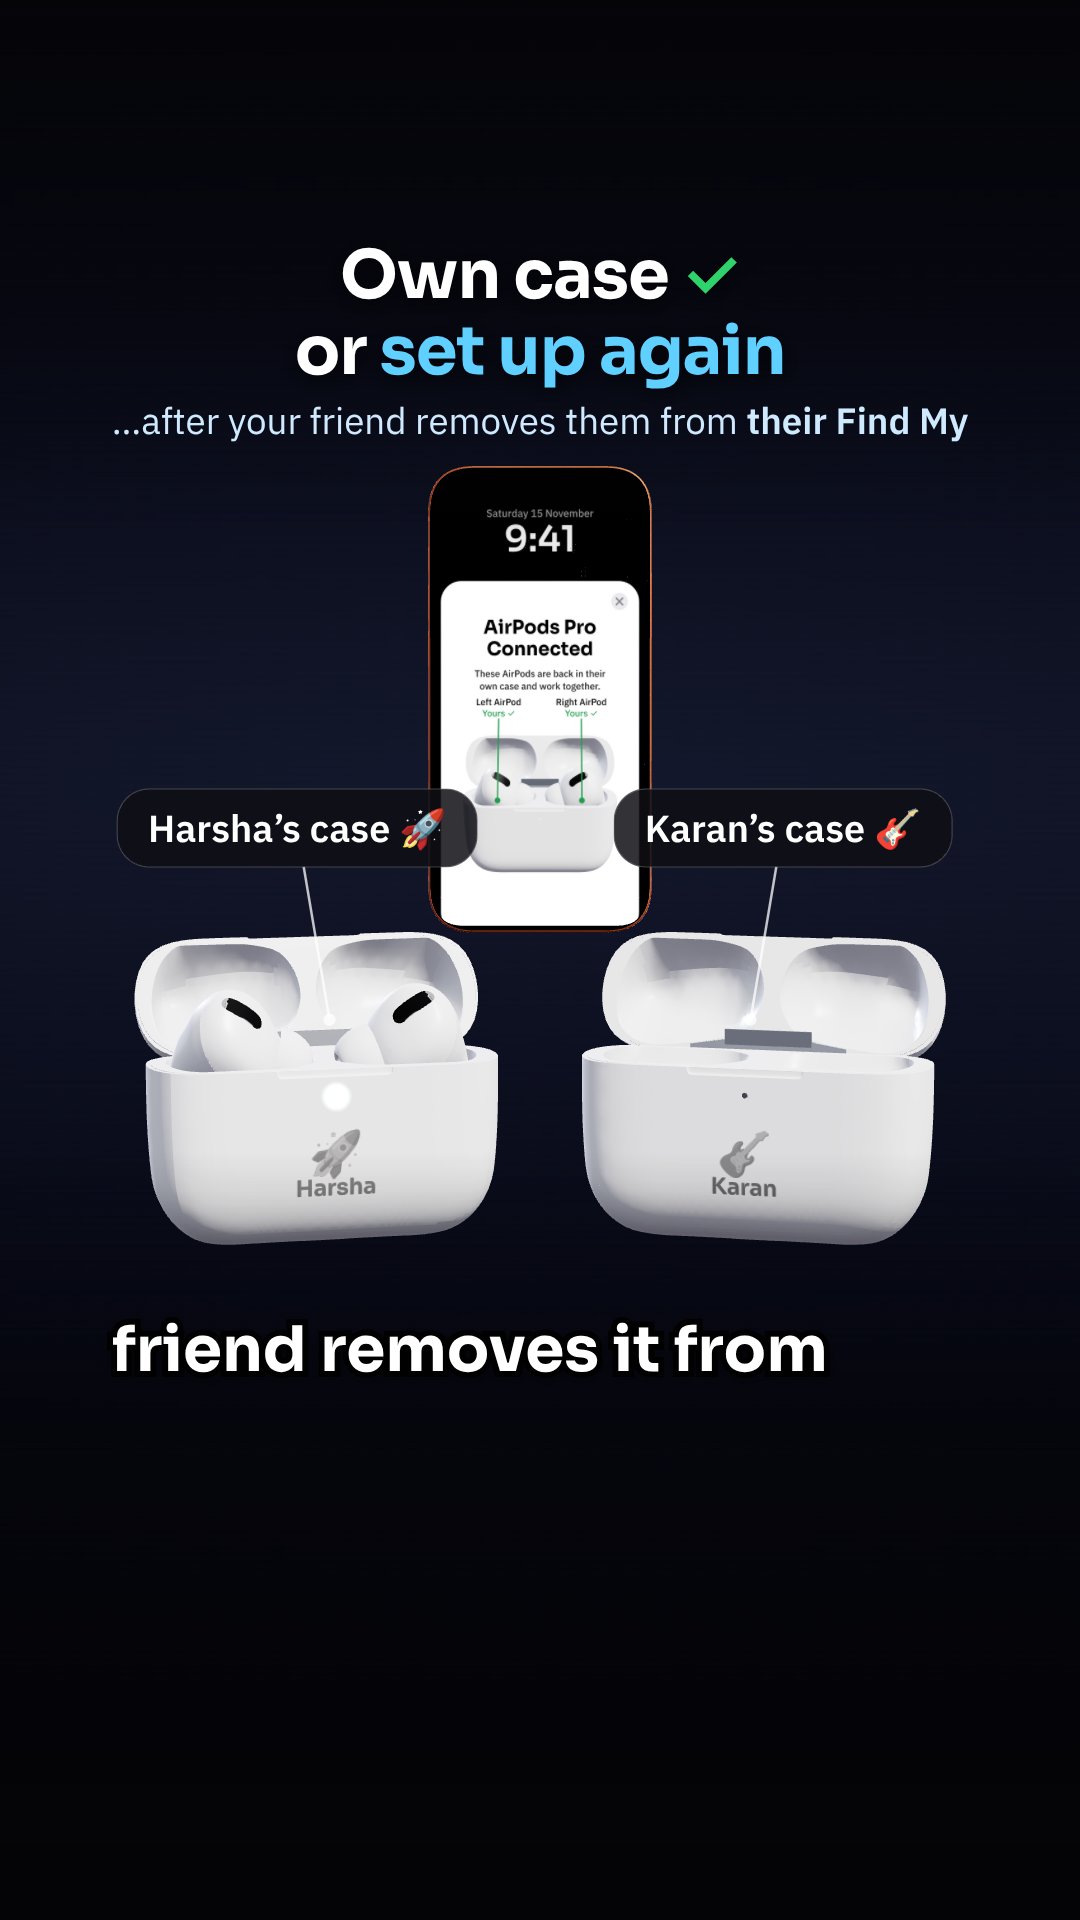 Own case ✓
or set up again
...after your friend removes them from their Find My
Saturday 15 November
9:41
AirPods Pro
Connected
These AirPods are back in their
own case and work together.
Left AirPod
Yours ✓
Right AirPod
Yours ✓
Harsha’s case 🚀
Karan’s case 🎸
Harsha
Karan
friend removes it from